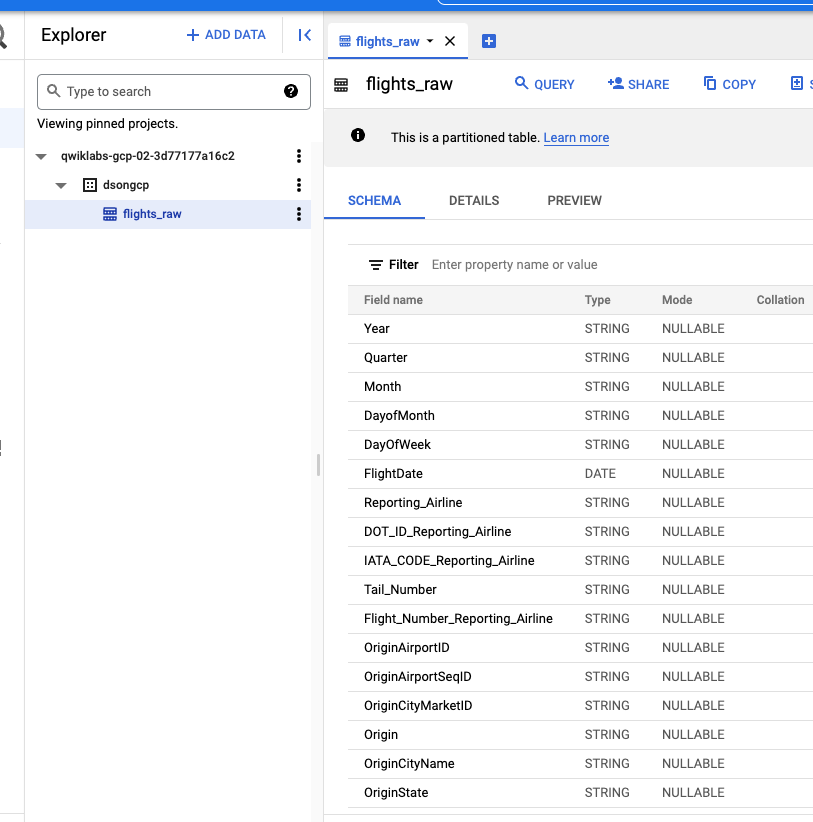 Explorer
ADD DATA
Type to search
Viewing pinned projects.
qwiklabs-gcp-02-3d77177a16c2
dsongcp
flights_raw
flights_raw
flights_raw
QUERY
SHARE
COPY
This is a partitioned table. Learn more
SCHEMA DETAILS PREVIEW
Filter Enter property name or value
Field name Type Mode Collation
Year STRING NULLABLE
Quarter STRING NULLABLE
Month STRING NULLABLE
DayofMonth STRING NULLABLE
DayOfWeek STRING NULLABLE
FlightDate DATE NULLABLE
Reporting_Airline STRING NULLABLE
DOT_ID_Reporting_Airline STRING NULLABLE
IATA_CODE_Reporting_Airline STRING NULLABLE
Tail_Number STRING NULLABLE
Flight_Number_Reporting_Airline STRING NULLABLE
OriginAirportID STRING NULLABLE
OriginAirportSeqID STRING NULLABLE
OriginCityMarketID STRING NULLABLE
Origin STRING NULLABLE
OriginCityName STRING NULLABLE
OriginState STRING NULLABLE